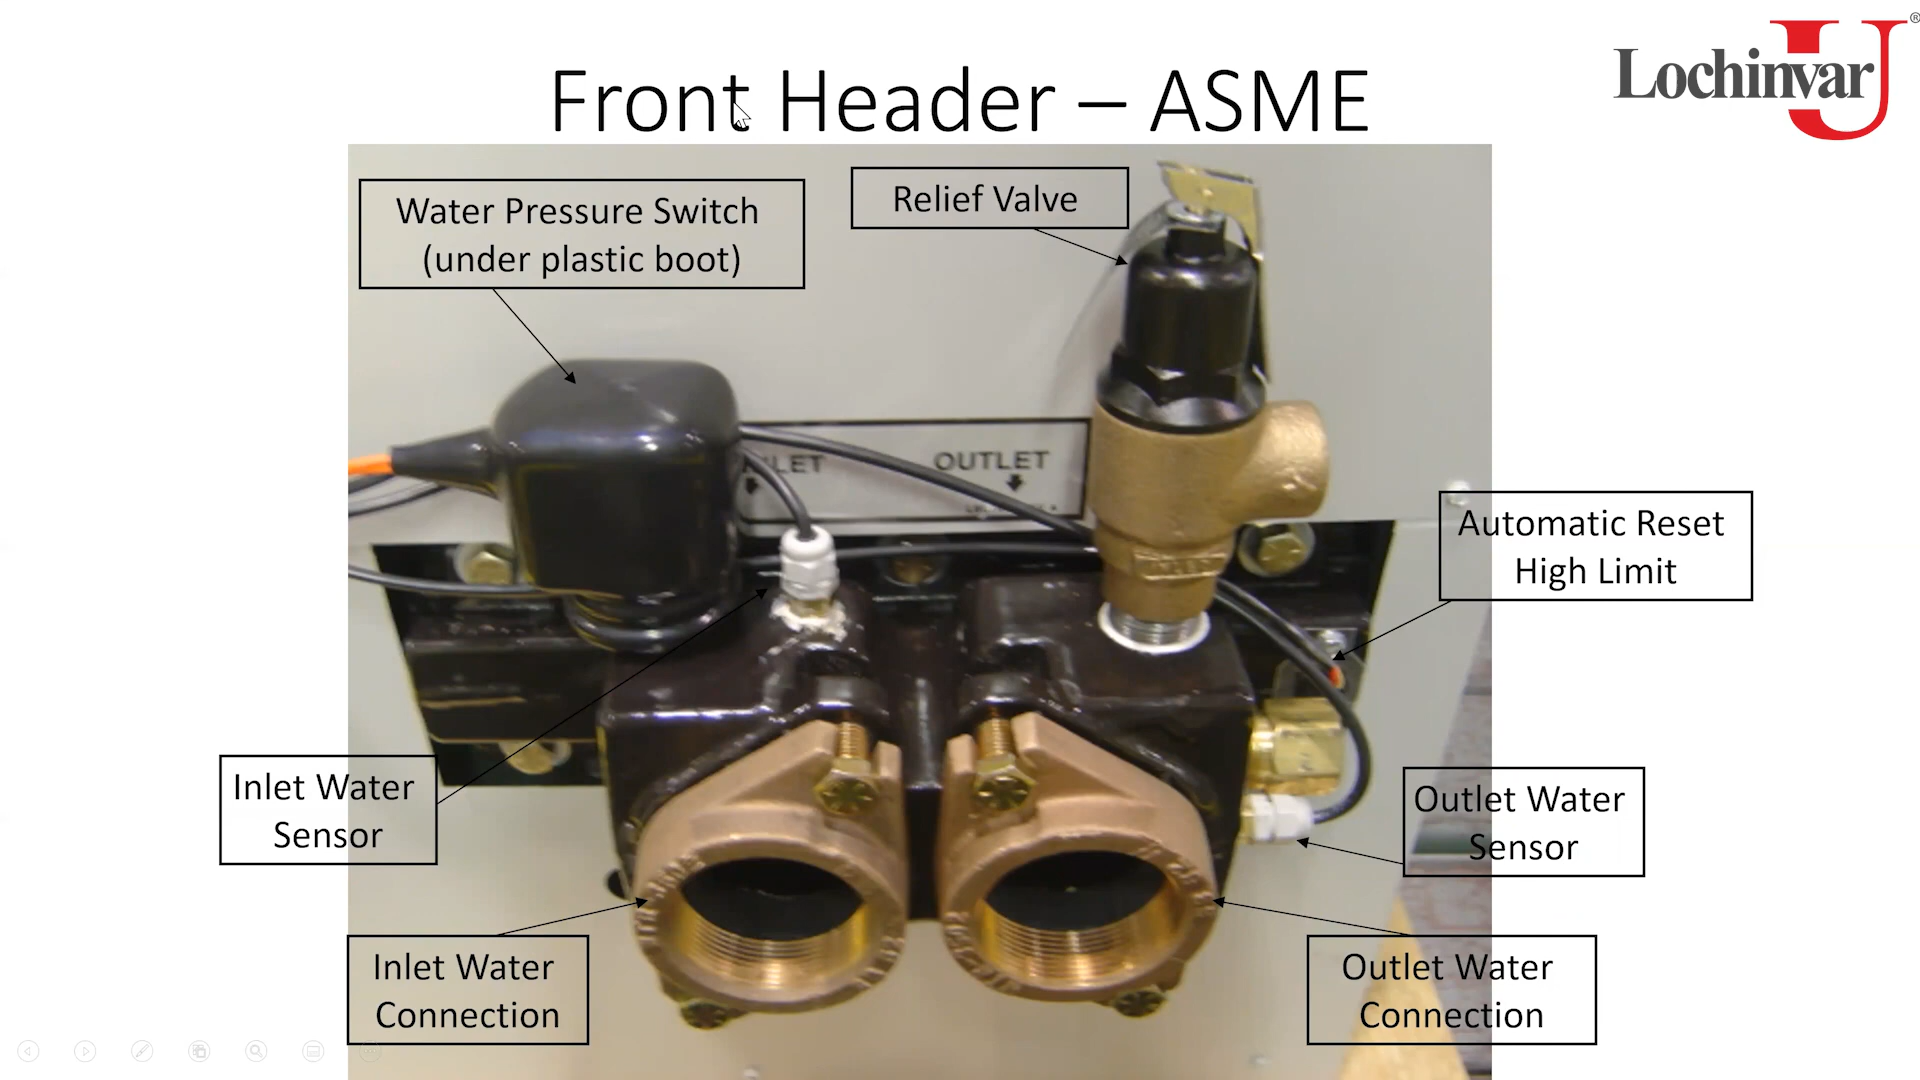 Lochinvar U®
Front Header – ASME
Water Pressure Switch
(under plastic boot)
Relief Valve
OUTLET
Automatic Reset
High Limit
Inlet Water
Sensor
Outlet Water
Sensor
Inlet Water
Connection
Outlet Water
Connection